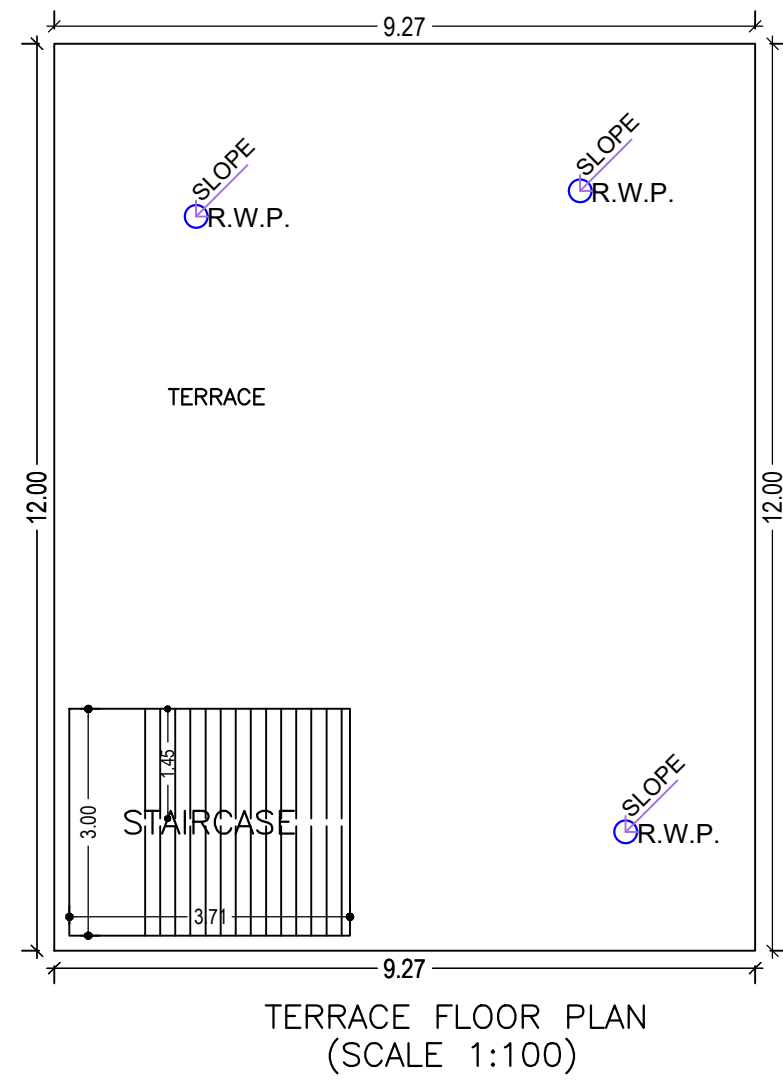 9.27
SLOPE
R.W.P.
SLOPE
R.W.P.
TERRACE
12.00
12.00
1.45
3.00
STAIRCASE
SLOPE
R.W.P.
3.71
9.27
TERRACE FLOOR PLAN
(SCALE 1:100)